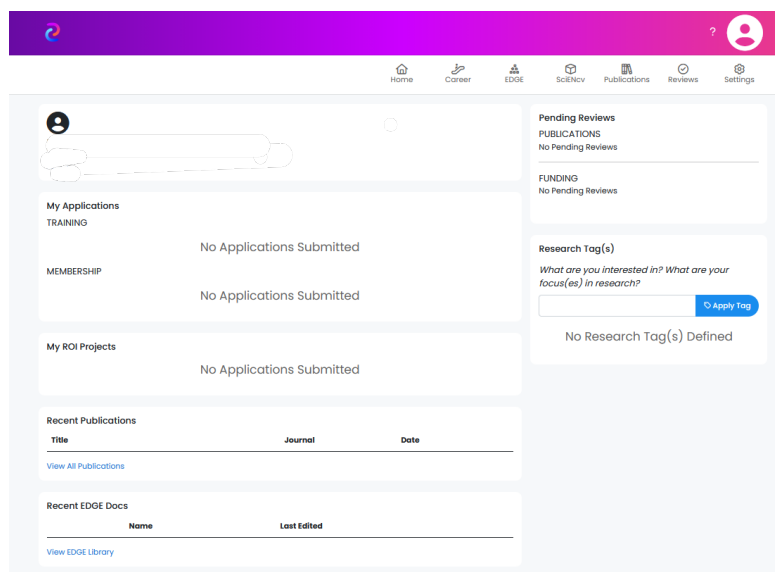 ?
Home Career EDGE SciENcv Publications Reviews Settings
My Applications
TRAINING
No Applications Submitted
MEMBERSHIP
No Applications Submitted
My ROI Projects
No Applications Submitted
Recent Publications
Title Journal Date
View All Publications
Recent EDGE Docs
Name Last Edited
View EDGE Library
Pending Reviews
PUBLICATIONS
No Pending Reviews
FUNDING
No Pending Reviews
Research Tag(s)
What are you interested in? What are your
focus(es) in research?
Apply Tag
No Research Tag(s) Defined